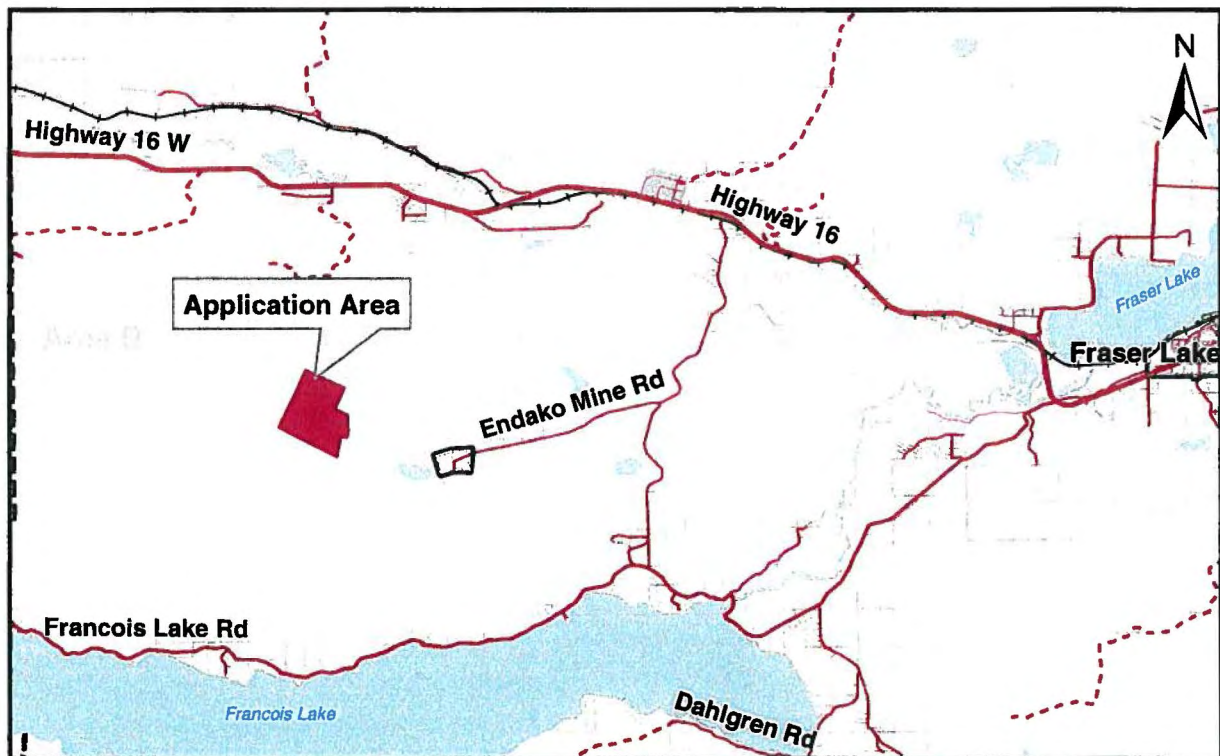 N
Highway 16 W
Highway 16
Application Area
Fraser Lake
Fraser Lake
Endako Mine Rd
Francois Lake Rd
Francois Lake
Dahlgren Rd